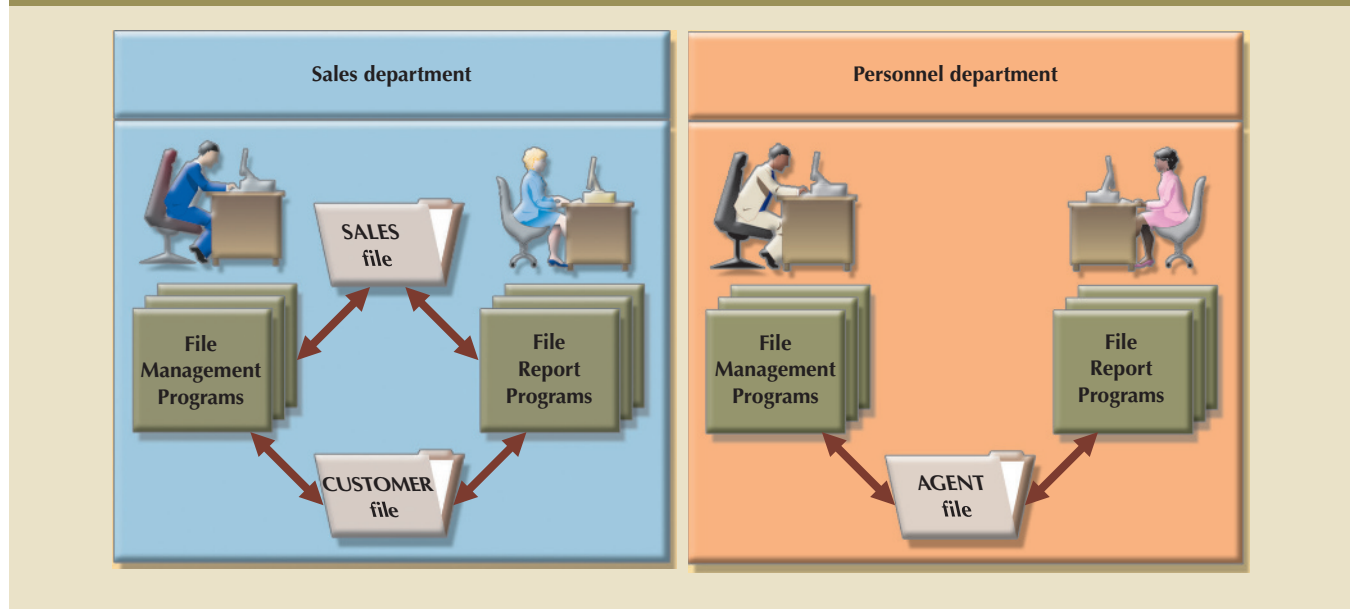 Sales department
SALES
file
File
Management
Programs
File
Report
Programs
CUSTOMER
file
Personnel department
File
Management
Programs
File
Report
Programs
AGENT
file